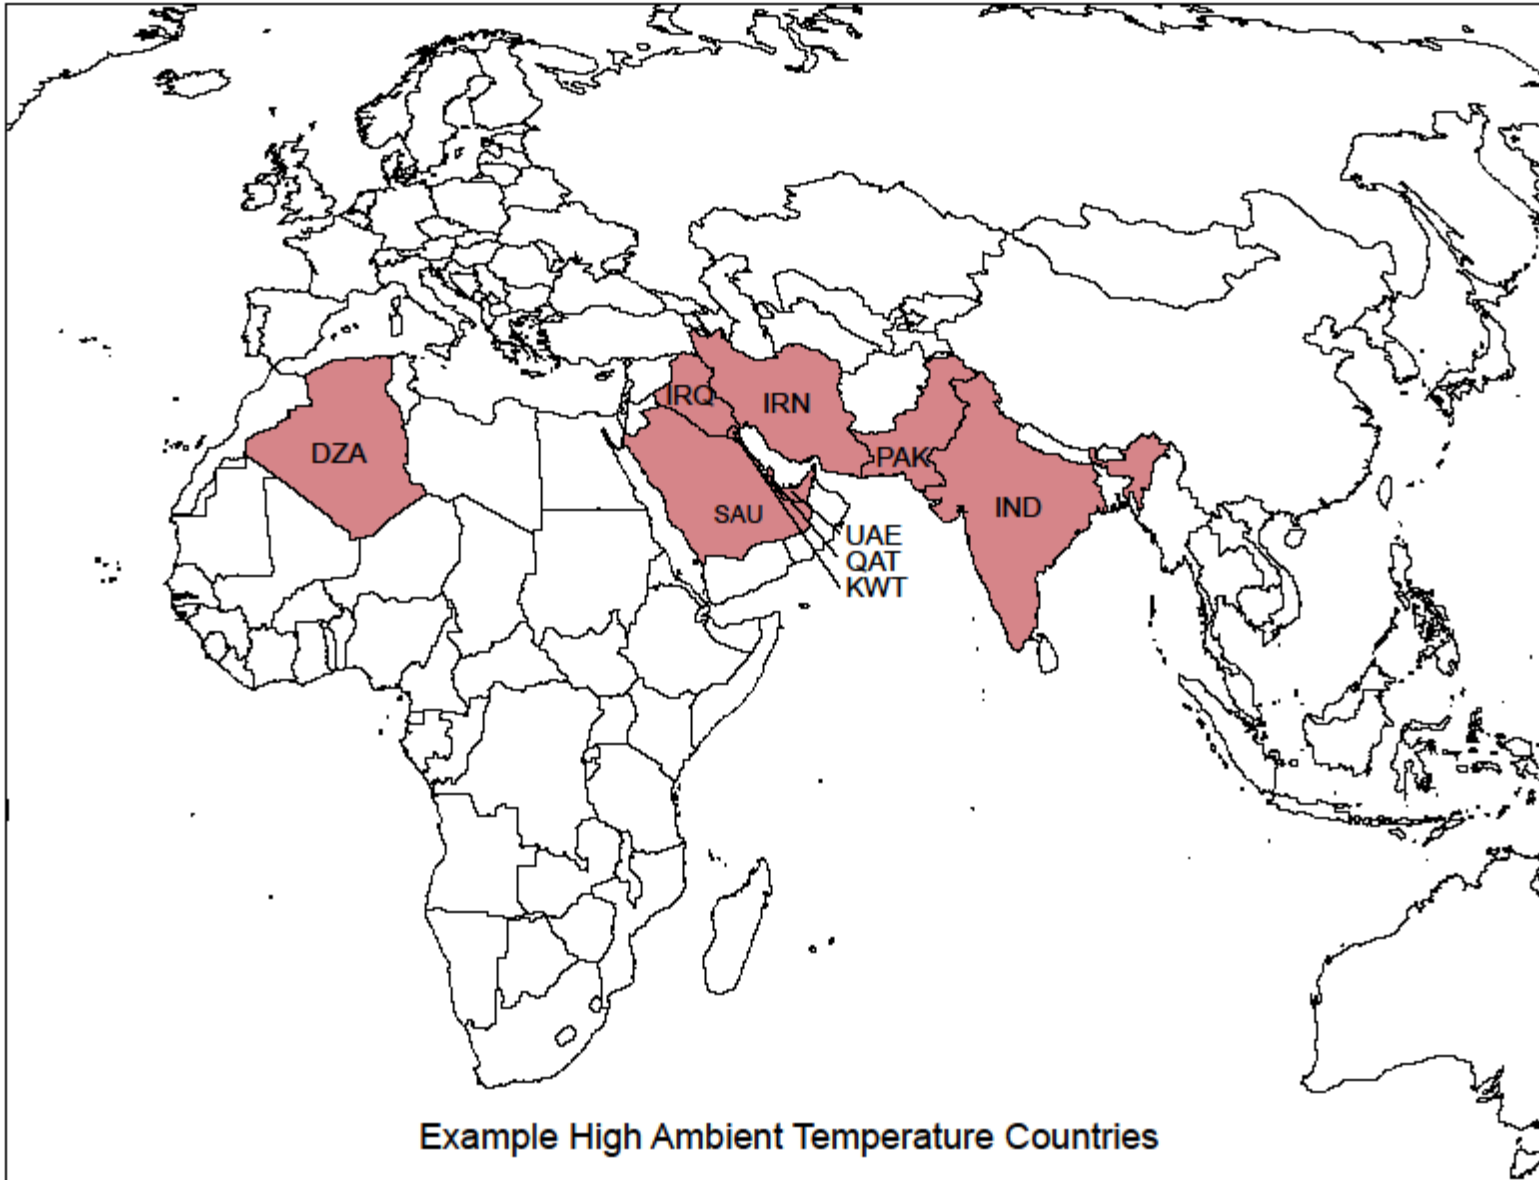 IRQ
IRN
DZA
PAK
IND
SAU
UAE
QAT
KWT
Example High Ambient Temperature Countries